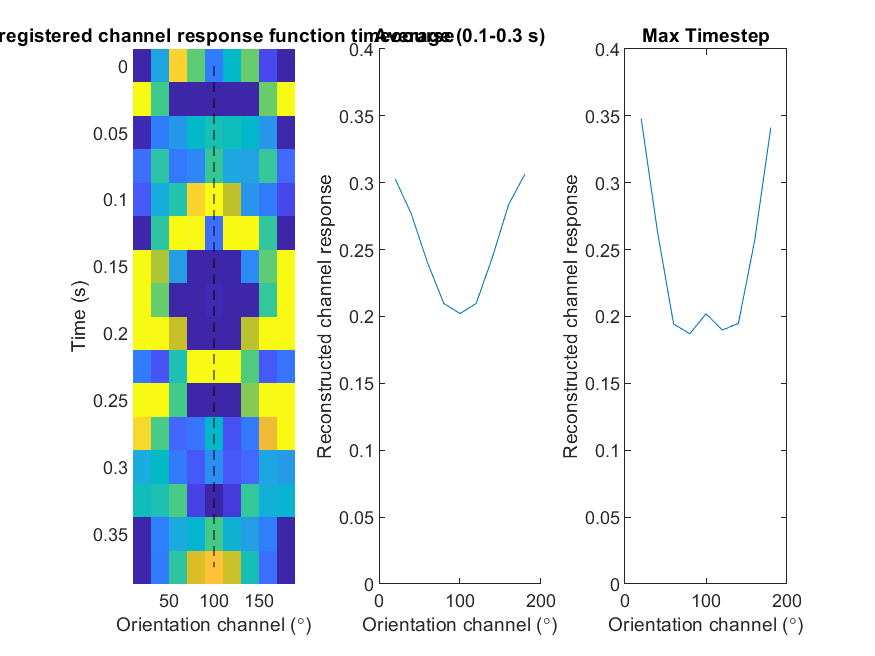 registered channel response function timecourse
Average (0.1-0.3 s)
Max Timestep
Time (s)
0
0.05
0.1
0.15
0.2
0.25
0.3
0.35
50 100 150
Orientation channel (°)
Reconstructed channel response
0.4
0.35
0.3
0.25
0.2
0.15
0.1
0.05
0
0 100 200
Orientation channel (°)
Reconstructed channel response
0.4
0.35
0.3
0.25
0.2
0.15
0.1
0.05
0
0 100 200
Orientation channel (°)